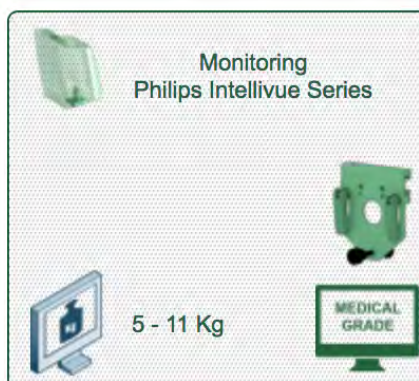 Monitoring
Philips Intellivue Series
5 - 11 Kg
MEDICAL
GRADE